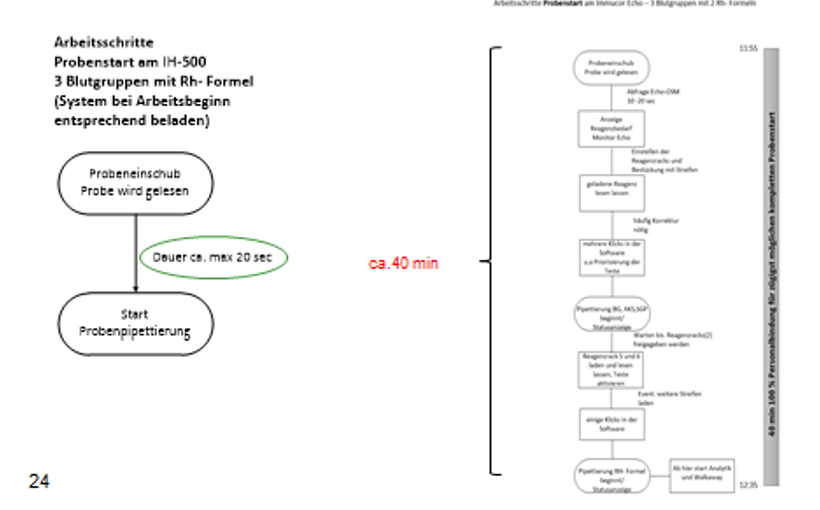 Arbeitsschritte Probenstart am Immucor Echo – 3 Blutgruppen mit 2 Rh- Formeln
Arbeitsschritte
Probenstart am IH-500
3 Blutgruppen mit Rh- Formel
(System bei Arbeitsbeginn
entsprechend beladen)
Probeneinschub
Probe wird gelesen
Dauer ca. max 20 sec
Start
Probenpipettierung
ca.40 min
11:55
Probeneinschub
Probe wird gelesen
Abfrage Echo-DSM
10 -20 sec
Anzeige
Reagenzbedarf
Monitor Echo
Einstellen der
Reagenzracks und
Bestückung mit Streifen
geladene Reagenz
lesen lassen
häufig Korrektur
nötig
mehrere Klicks in der
Software
u.a Priorisierung der
Teste
Pipettierung BG, AKS,SGP
beginnt/
Statusanzeige
Warten bis Reagenzracks(2)
freigegeben werden
Reagenzrack 5 und 6
laden und lesen
lassen, Teste
aktivieren
Event. weitere Streifen
laden
einige Klicks in der
Software
Pipettierung RH- Formel
beginnt/
Statusanzeige
Ab hier start Analytik
und Walkaway
12:35
40 min 100 % Personalbindung für zügigst möglichen kompletten Probenstart
24